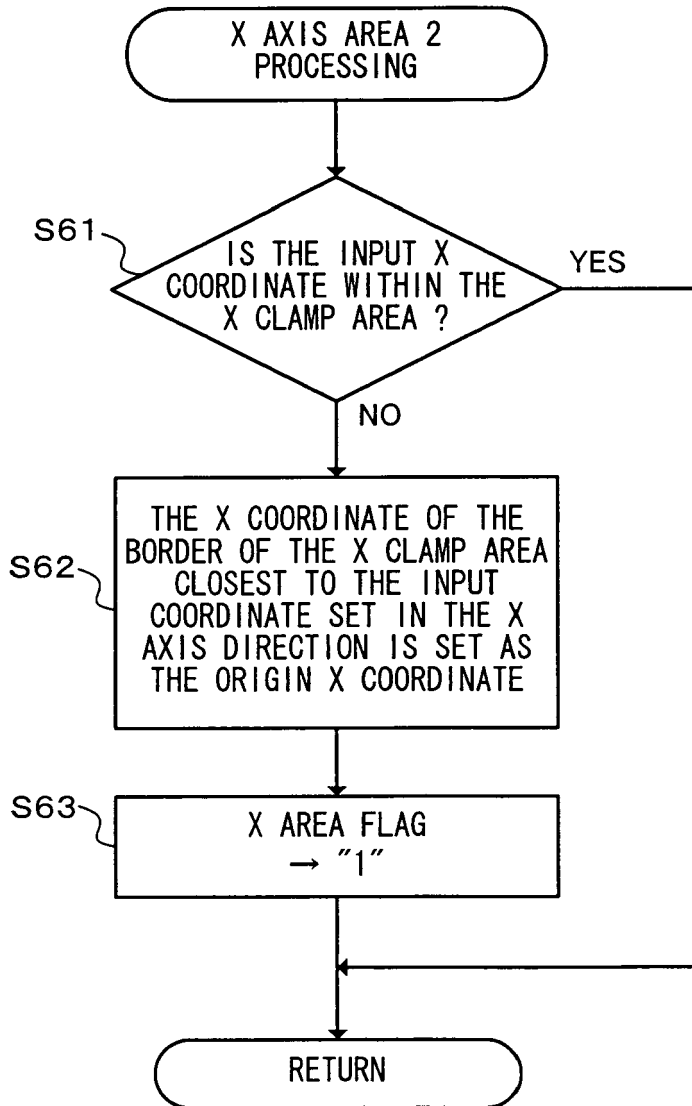 X AXIS AREA 2
PROCESSING
S61
IS THE INPUT X
COORDINATE WITHIN THE
X CLAMP AREA ?
YES
NO
S62
THE X COORDINATE OF THE
BORDER OF THE X CLAMP AREA
CLOSEST TO THE INPUT
COORDINATE SET IN THE X
AXIS DIRECTION IS SET AS
THE ORIGIN X COORDINATE
S63
X AREA FLAG
→ "1"
RETURN